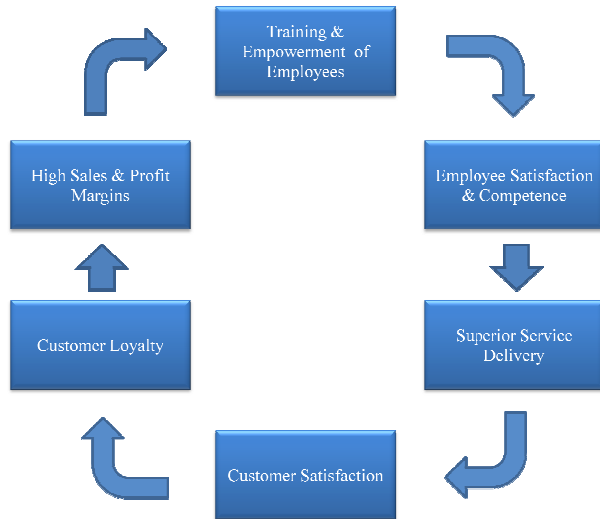 Training &
Empowerment of
Employees
High Sales & Profit
Margins
Employee Satisfaction
& Competence
Customer Loyalty
Superior Service
Delivery
Customer Satisfaction